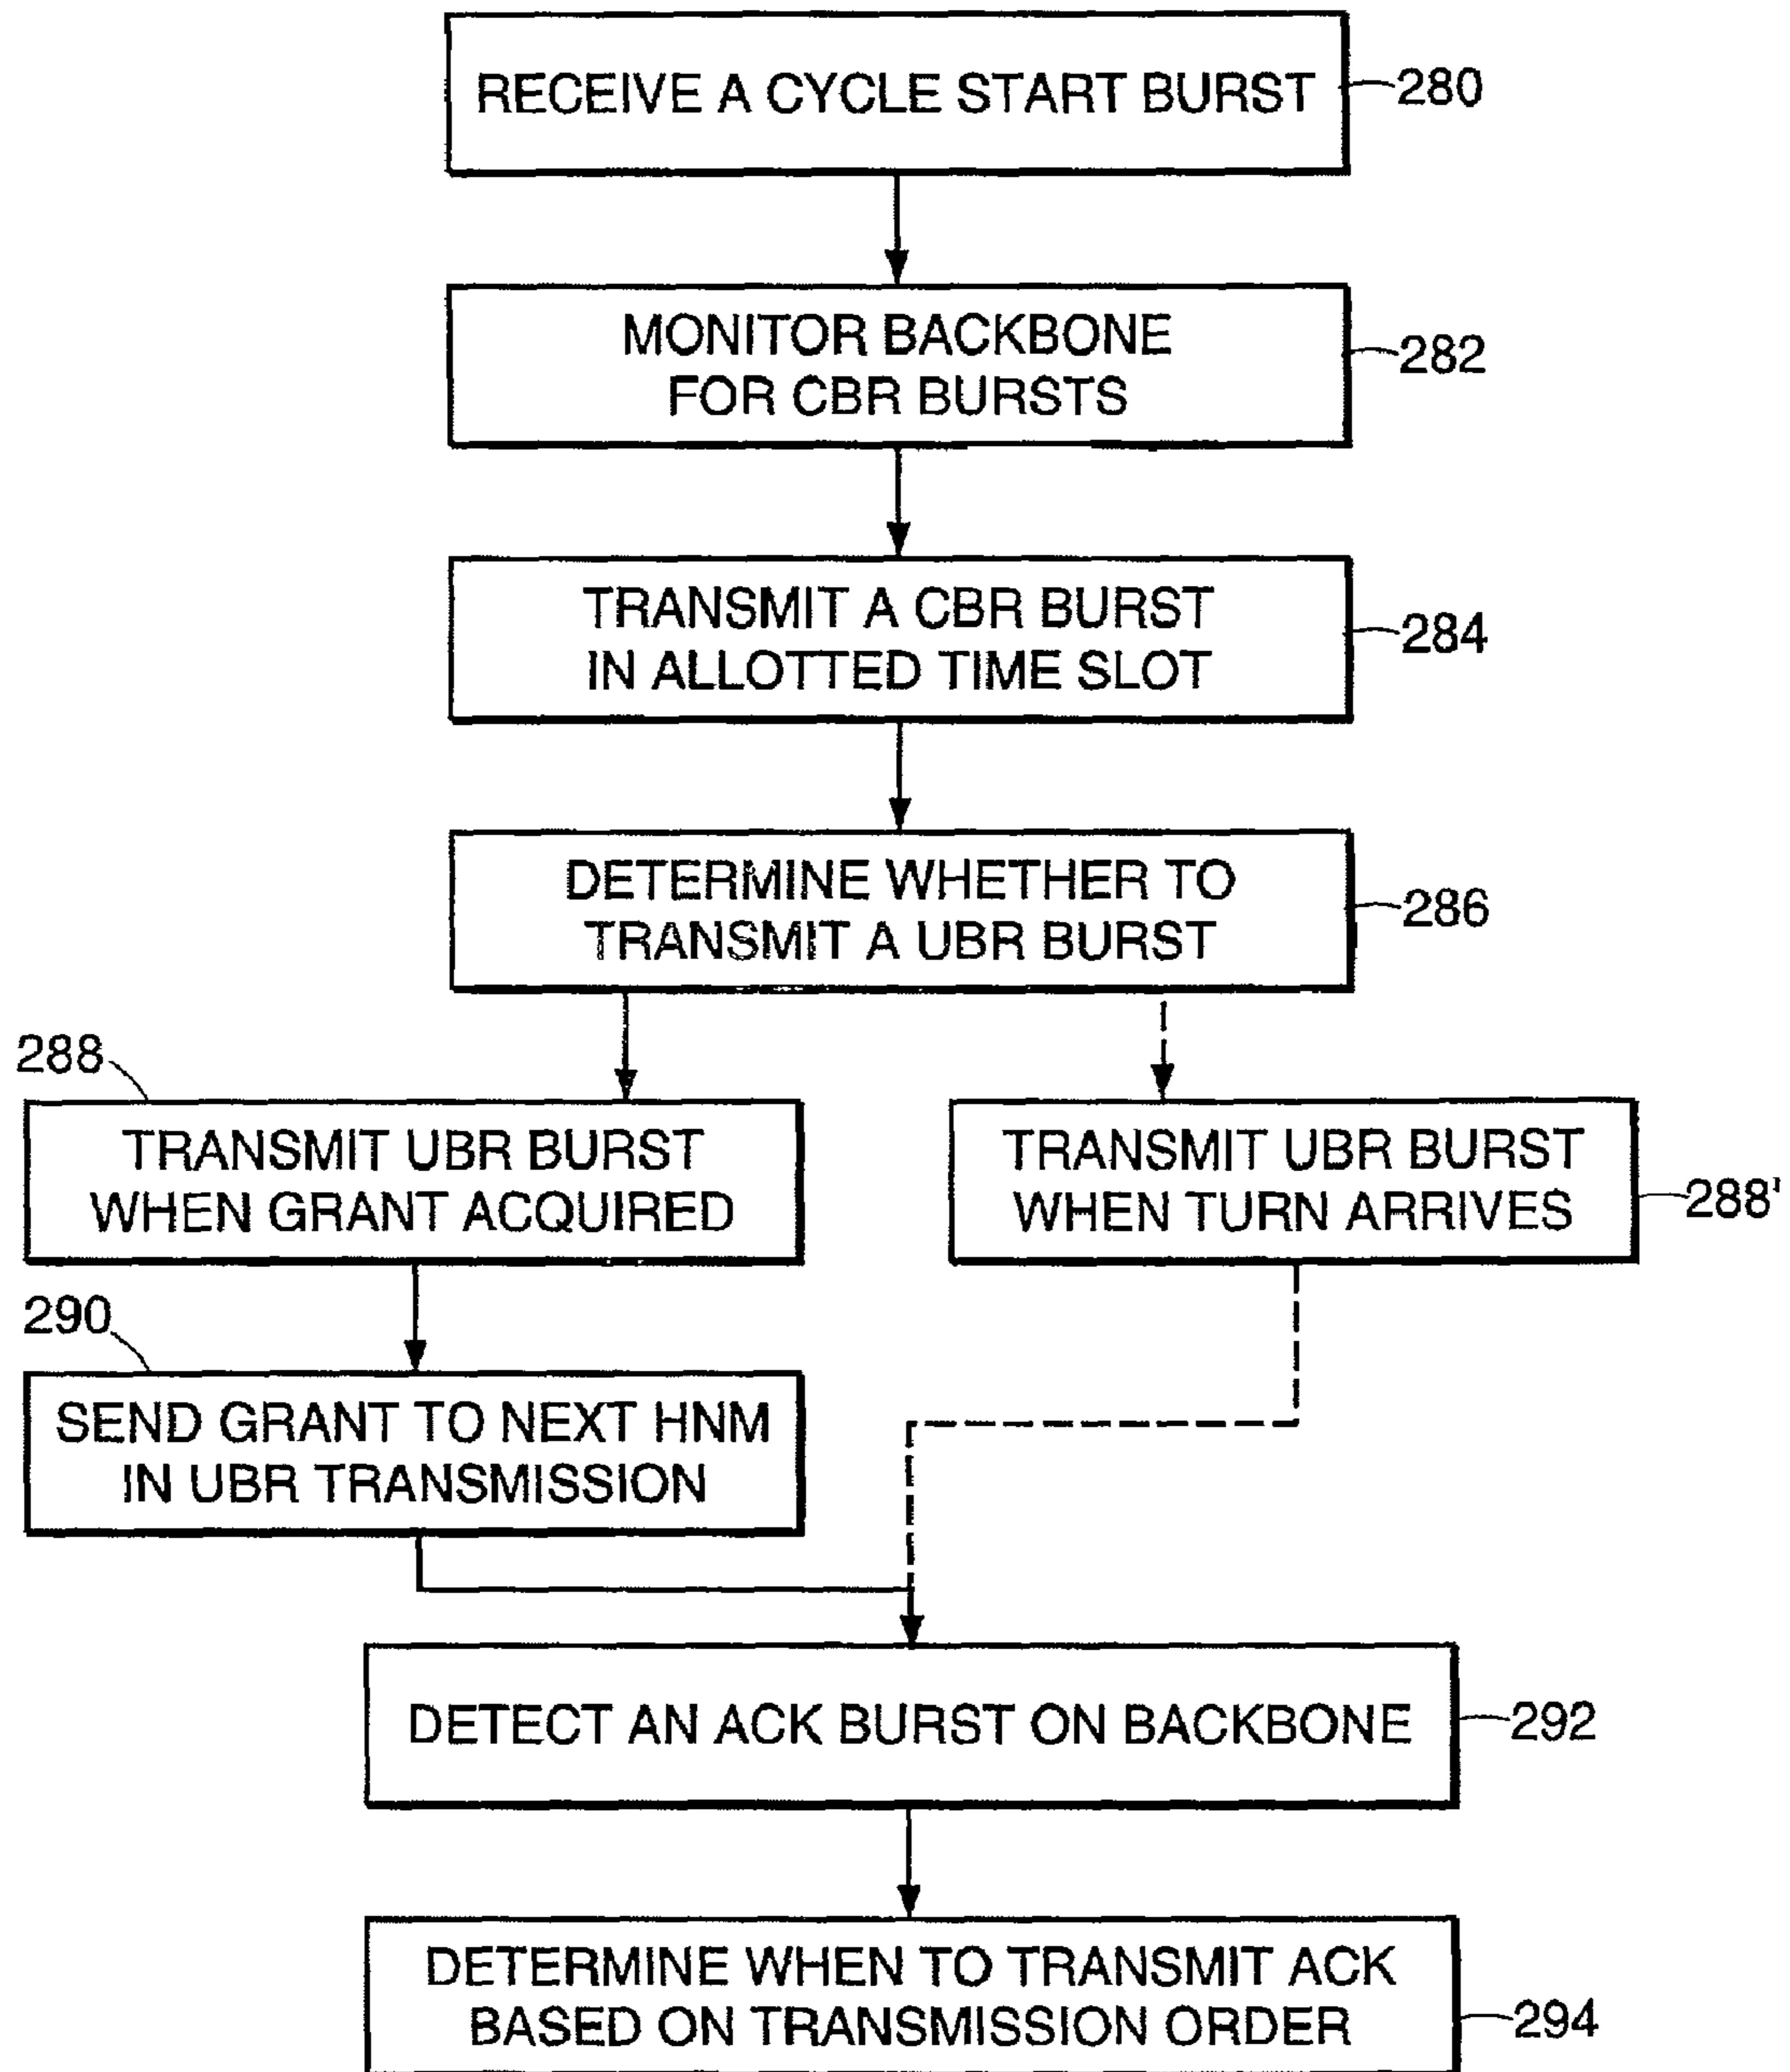 RECEIVE A CYCLE START BURST
280
MONITOR BACKBONE
FOR CBR BURSTS
282
TRANSMIT A CBR BURST
IN ALLOTTED TIME SLOT
284
DETERMINE WHETHER TO
TRANSMIT A UBR BURST
286
288
TRANSMIT UBR BURST
WHEN GRANT ACQUIRED
TRANSMIT UBR BURST
WHEN TURN ARRIVES
288'
290
SEND GRANT TO NEXT HNM
IN UBR TRANSMISSION
DETECT AN ACK BURST ON BACKBONE
292
DETERMINE WHEN TO TRANSMIT ACK
BASED ON TRANSMISSION ORDER
294